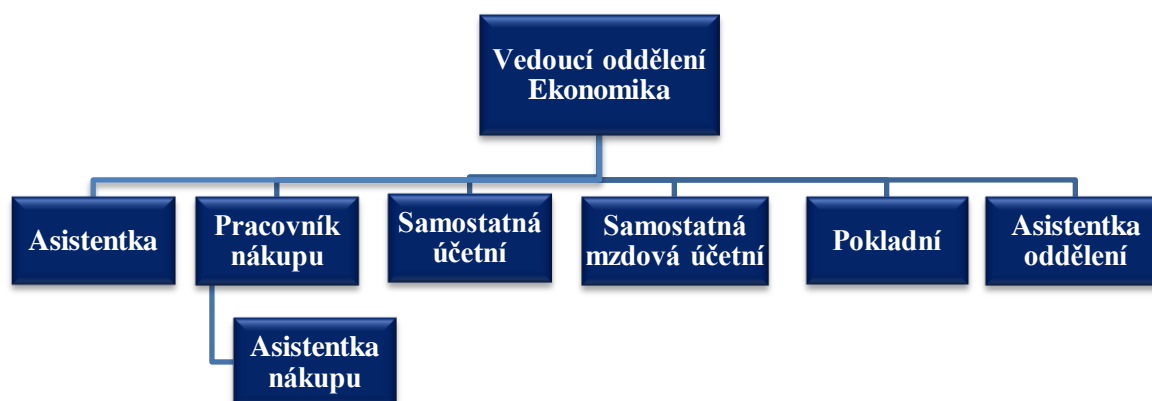 Vedoucí oddělení
Ekonomika
Asistentka
Pracovník
nákupu
Samostatná
účetní
Samostatná
mzdová účetní
Pokladní
Asistentka
oddělení
Asistentka
nákupu